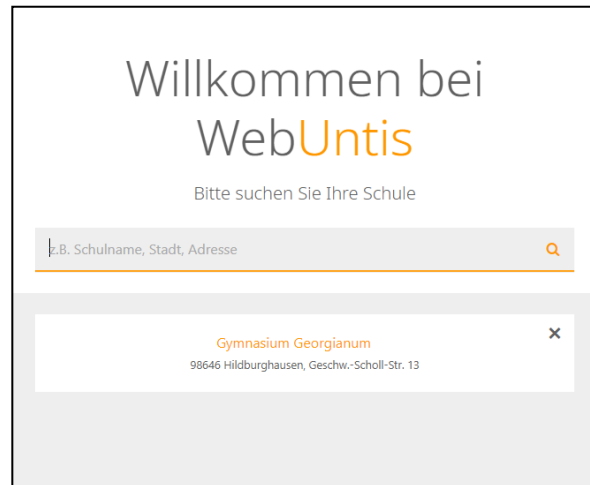 Willkommen bei
WebUntis
Bitte suchen Sie Ihre Schule
z.B. Schulname, Stadt, Adresse
Gymnasium Georgianum
98646 Hildburghausen, Geschw.-Scholl-Str. 13